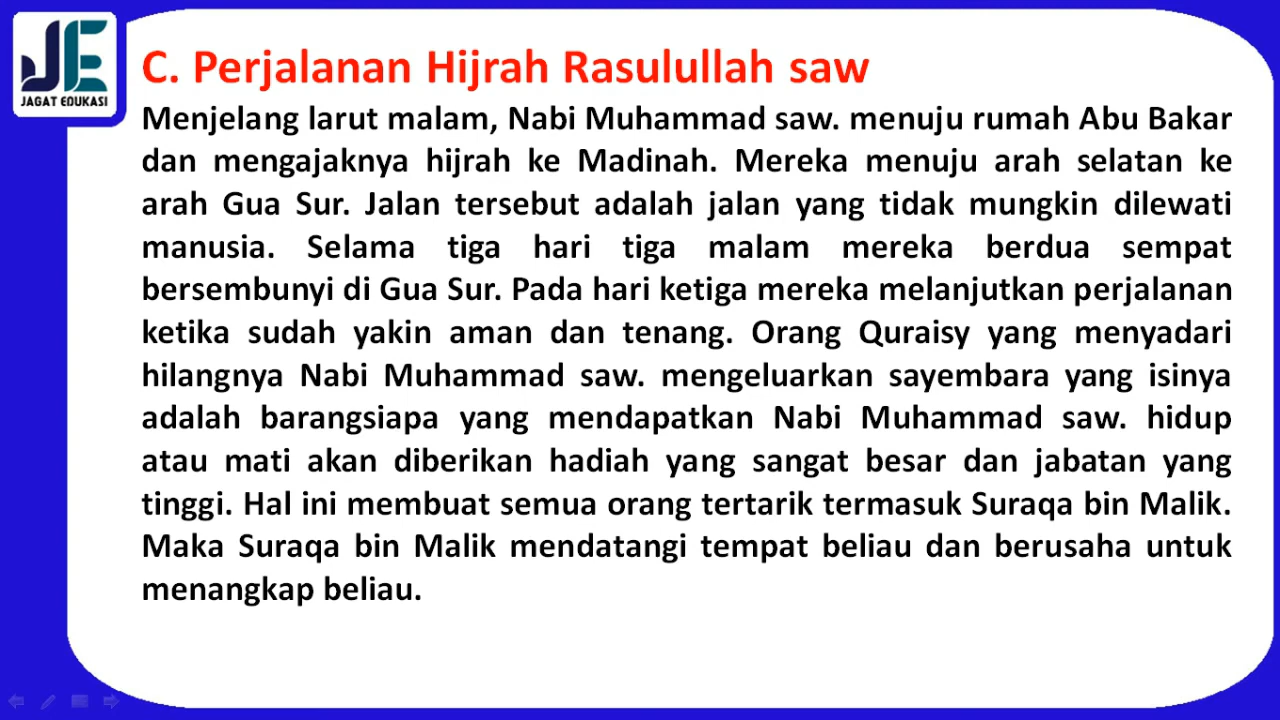 JE
JAGAT EDUKASI
C. Perjalanan Hijrah Rasulullah saw
Menjelang larut malam, Nabi Muhammad saw. menuju rumah Abu Bakar
dan mengajaknya hijrah ke Madinah. Mereka menuju arah selatan ke
arah Gua Sur. Jalan tersebut adalah jalan yang tidak mungkin dilewati
manusia. Selama tiga hari tiga malam mereka berdua sempat
bersembunyi di Gua Sur. Pada hari ketiga mereka melanjutkan perjalanan
ketika sudah yakin aman dan tenang. Orang Quraisy yang menyadari
hilangnya Nabi Muhammad saw. mengeluarkan sayembara yang isinya
adalah barangsiapa yang mendapatkan Nabi Muhammad saw. hidup
atau mati akan diberikan hadiah yang sangat besar dan jabatan yang
tinggi. Hal ini membuat semua orang tertarik termasuk Suraqa bin Malik.
Maka Suraqa bin Malik mendatangi tempat beliau dan berusaha untuk
menangkap beliau.